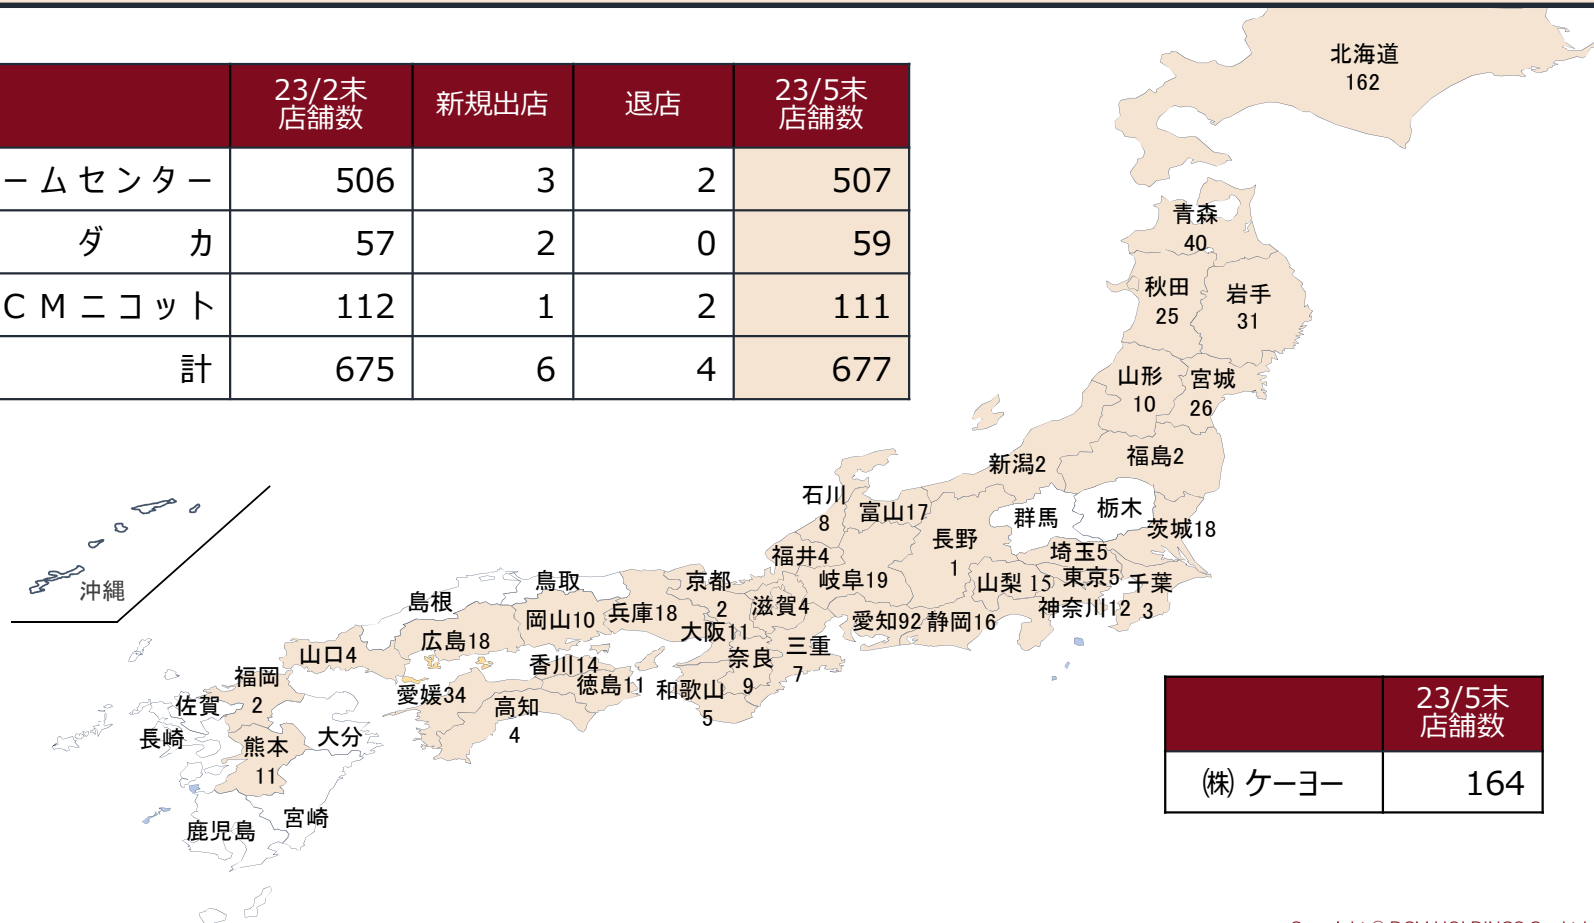 23/2末
店舗数
新規出店
退店
23/5末
店舗数
ームセンター 506 3 2 507
ダカ 57 2 0 59
CMニコット 112 1 2 111
計 675 6 4 677
北海道
162
青森
40
秋田
25
岩手
31
山形
10
宮城
26
新潟2
福島2
石川
8
富山17
群馬
栃木
茨城18
長野
1
福井4
埼玉5
岐阜19
山梨 15
東京5
千葉
3
神奈川12
沖縄
鳥取
京都
2
滋賀4
島根
岡山10
兵庫18
愛知92
静岡16
大阪11
広島18
三重
7
山口4
奈良
9
香川14
福岡
2
徳島11
和歌山
5
愛媛34
高知
4
佐賀
長崎
熊本
11
大分
宮崎
鹿児島
23/5末
店舗数
㈱ ケーヨー 164